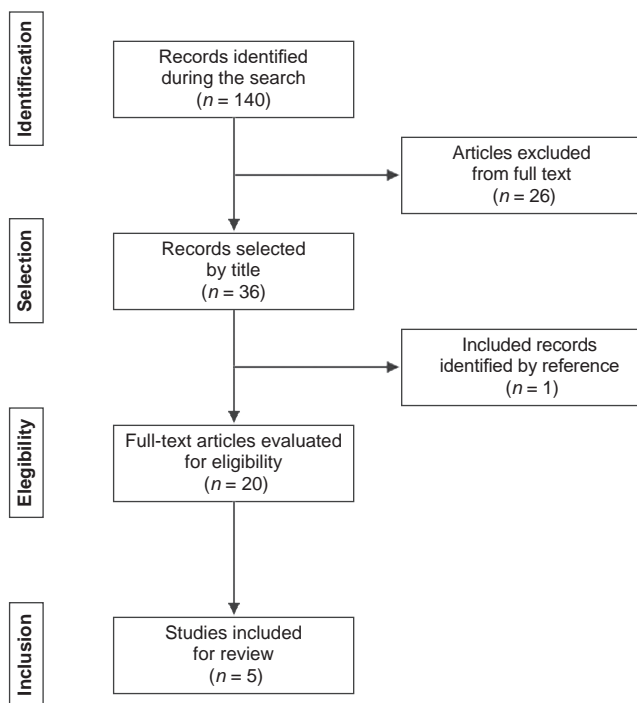 Identification
Records identified
during the search
(n = 140)
Articles excluded
from full text
(n = 26)
Selection
Records selected
by title
(n = 36)
Included records
identified by reference
(n = 1)
Elegibility
Full-text articles evaluated
for eligibility
(n = 20)
Inclusion
Studies included
for review
(n = 5)